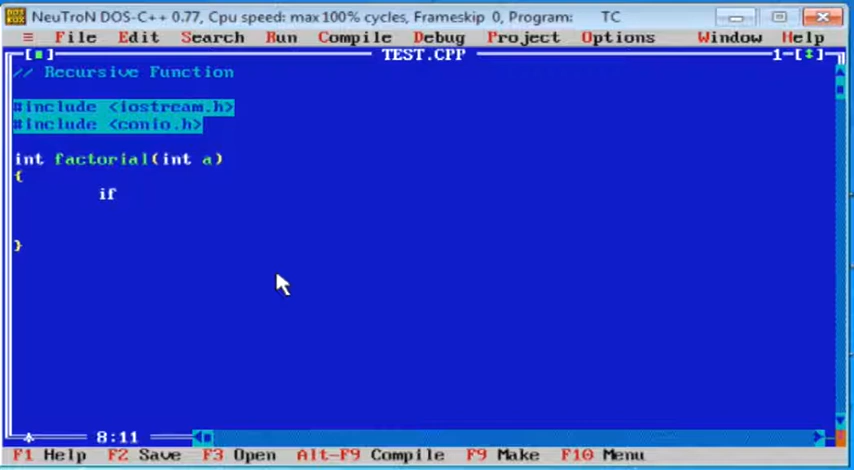 NeuTroN DOS-C++ 0.77, Cpu speed: max 100% cycles, Frameskip 0, Program: TC
≡ File Edit Search Run Compile Debug Project Options Window Help
[■] TEST.CPP 1-[↕]
// Recursive Function
#include <iostream.h>
#include <conio.h>
int factorial(int a)
{
if
}
8:11
F1 Help F2 Save F3 Open Alt-F9 Compile F9 Make F10 Menu